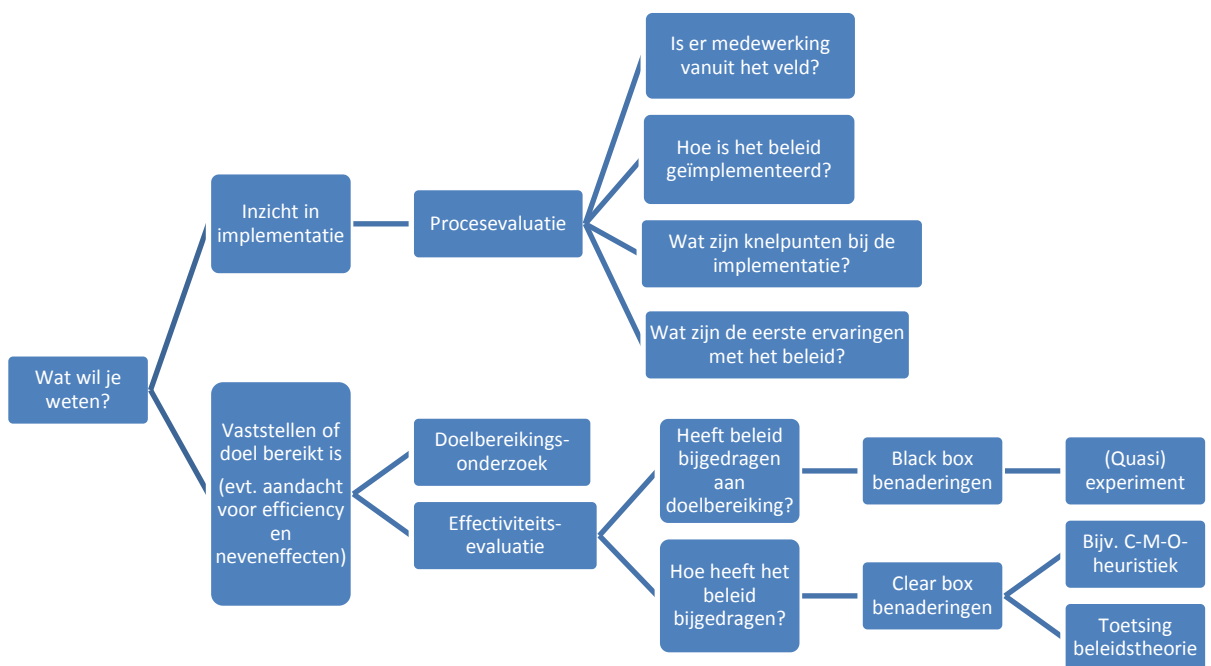 Wat wil je
weten?
Inzicht in
implementatie
Procesevaluatie
Is er medewerking
vanuit het veld?
Hoe is het beleid
geïmplementeerd?
Wat zijn knelpunten bij de
implementatie?
Wat zijn de eerste ervaringen
met het beleid?
Vaststellen of
doel bereikt is
(evt. aandacht
voor efficiency
en
neveneffecten)
Doelbereikings-
onderzoek
Effectiviteits-
evaluatie
Heeft beleid
bijgedragen
aan
doelbereiking?
Black box
benaderingen
(Quasi)
experiment
Hoe heeft het
beleid
bijgedragen?
Clear box
benaderingen
Bijv. C-M-O-
heuristiek
Toetsing
beleidstheorie